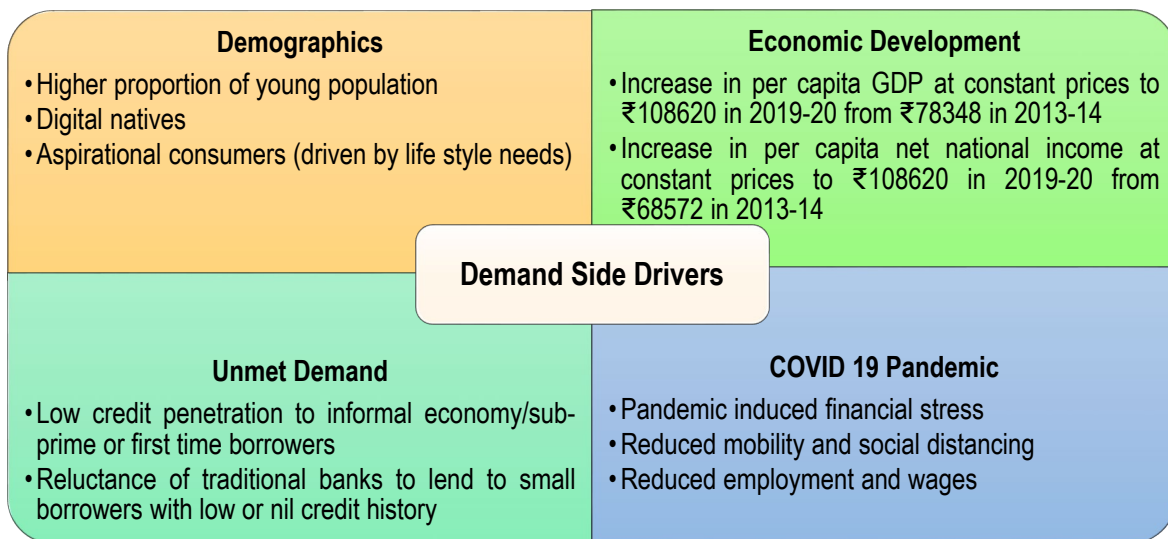 Demographics
•Higher proportion of young population
•Digital natives
•Aspirational consumers (driven by life style needs)
Economic Development
•Increase in per capita GDP at constant prices to
₹108620 in 2019-20 from ₹78348 in 2013-14
•Increase in per capita net national income at
constant prices to ₹108620 in 2019-20 from
₹68572 in 2013-14
Demand Side Drivers
Unmet Demand
•Low credit penetration to informal economy/sub-
prime or first time borrowers
•Reluctance of traditional banks to lend to small
borrowers with low or nil credit history
COVID 19 Pandemic
•Pandemic induced financial stress
•Reduced mobility and social distancing
•Reduced employment and wages